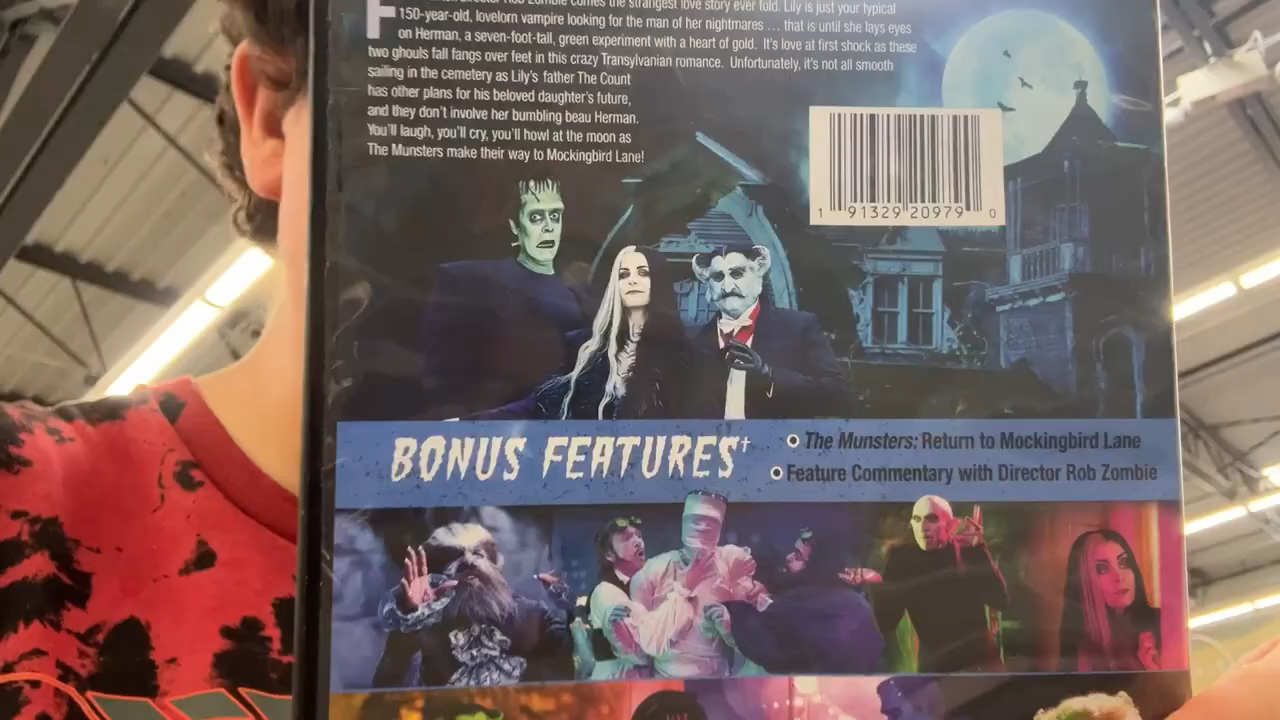 Director Rob Zombie comes the strangest love story ever told. Lily is just your typical
F
150-year-old, lovelorn vampire looking for the man of her nightmares ... that is until she lays eyes
on Herman, a seven-foot-tall, green experiment with a heart of gold. It's love at first shock as these
two ghouls fall fangs over feet in this crazy Transylvanian romance. Unfortunately, it's not all smooth
sailing in the cemetery as Lily's father The Count
has other plans for his beloved daughter's future,
and they don't involve her bumbling beau Herman.
You'll laugh, you'll cry, you'll howl at the moon as
The Munsters make their way to Mockingbird Lane!
1 91329 20979 0
BONUS FEATURES†
• The Munsters: Return to Mockingbird Lane
• Feature Commentary with Director Rob Zombie